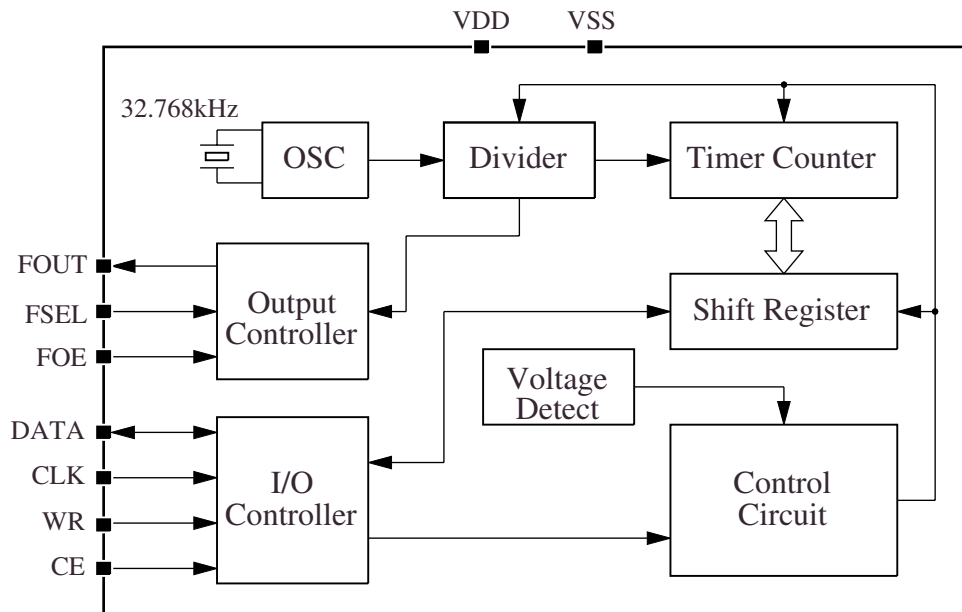 VDD
VSS
32.768kHz
OSC
Divider
Timer Counter
FOUT
FSEL
FOE
Output
Controller
Shift Register
Voltage
Detect
DATA
CLK
WR
CE
I/O
Controller
Control
Circuit